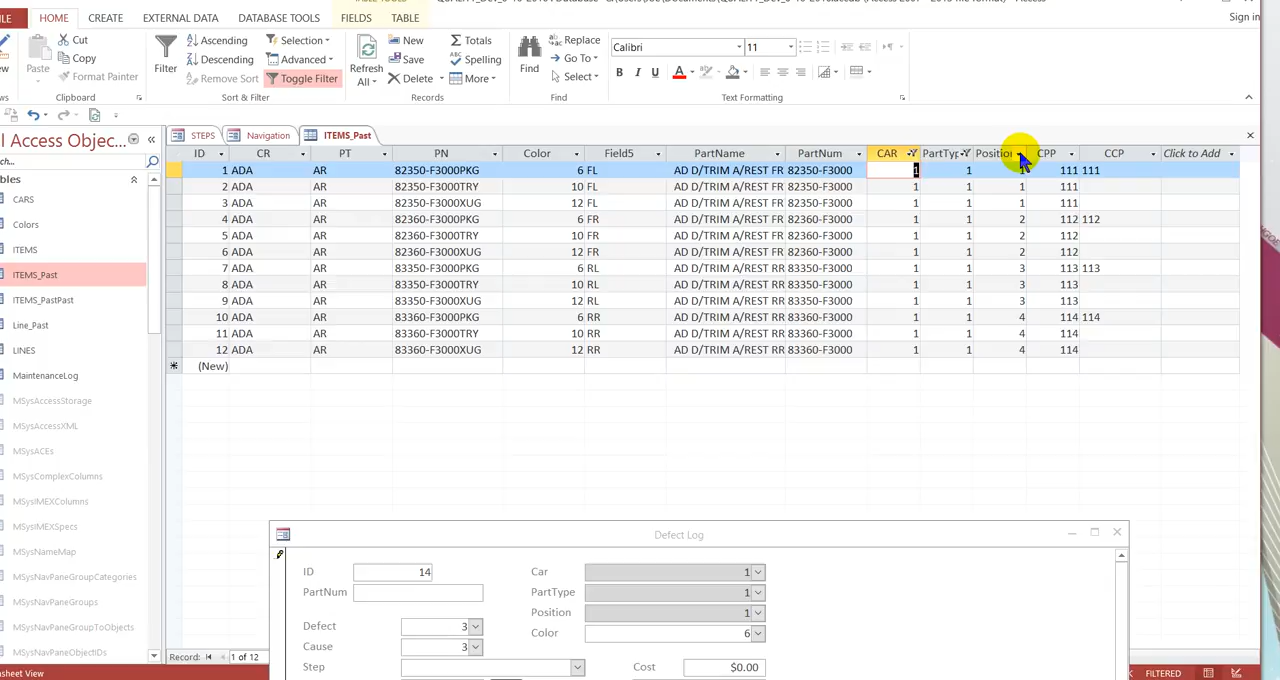 FILE HOME CREATE EXTERNAL DATA DATABASE TOOLS FIELDS TABLE
Sign in
Cut
Copy
Format Painter
Paste
Clipboard
Filter
Ascending
Descending
Remove Sort
Selection
Advanced
Toggle Filter
Sort & Filter
Refresh
All
New
Save
Delete
Totals
Spelling
More
Records
Find
Replace
Go To
Select
Find
Calibri 11
B I U A
Text Formatting
l Access Objec...
STEPS Navigation ITEMS_Past
ch...
bles
CARS
Colors
ITEMS
ITEMS_Past
ITEMS_PastPast
Line_Past
LINES
MaintenanceLog
MSysAccessStorage
MSysAccessXML
MSysACEs
MSysComplexColumns
MSysIMEXColumns
MSysIMEXSpecs
MSysNameMap
MSysNavPaneGroupCategories
MSysNavPaneGroups
MSysNavPaneGroupToObjects
MSysNavPaneObjectIDs
ID CR PT PN Color Field5 PartName PartNum CAR PartTyp Position CPP CCP Click to Add
1 ADA AR 82350-F3000PKG 6 FL AD D/TRIM A/REST FR 82350-F3000 1 1 1 111 111
2 ADA AR 82350-F3000TRY 10 FL AD D/TRIM A/REST FR 82350-F3000 1 1 1 111
3 ADA AR 82350-F3000XUG 12 FL AD D/TRIM A/REST FR 82350-F3000 1 1 1 111
4 ADA AR 82360-F3000PKG 6 FR AD D/TRIM A/REST FR 82360-F3000 1 1 2 112 112
5 ADA AR 82360-F3000TRY 10 FR AD D/TRIM A/REST FR 82360-F3000 1 1 2 112
6 ADA AR 82360-F3000XUG 12 FR AD D/TRIM A/REST FR 82360-F3000 1 1 2 112
7 ADA AR 83350-F3000PKG 6 RL AD D/TRIM A/REST RR 83350-F3000 1 1 3 113 113
8 ADA AR 83350-F3000TRY 10 RL AD D/TRIM A/REST RR 83350-F3000 1 1 3 113
9 ADA AR 83350-F3000XUG 12 RL AD D/TRIM A/REST RR 83350-F3000 1 1 3 113
10 ADA AR 83360-F3000PKG 6 RR AD D/TRIM A/REST RR 83360-F3000 1 1 4 114 114
11 ADA AR 83360-F3000TRY 10 RR AD D/TRIM A/REST RR 83360-F3000 1 1 4 114
12 ADA AR 83360-F3000XUG 12 RR AD D/TRIM A/REST RR 83360-F3000 1 1 4 114
(New)
Defect Log
ID 14
PartNum
Defect 3
Cause 3
Step
Car 1
PartType 1
Position 1
Color 6
Cost $0.00
Record: 1 of 12
sheet View
FILTERED